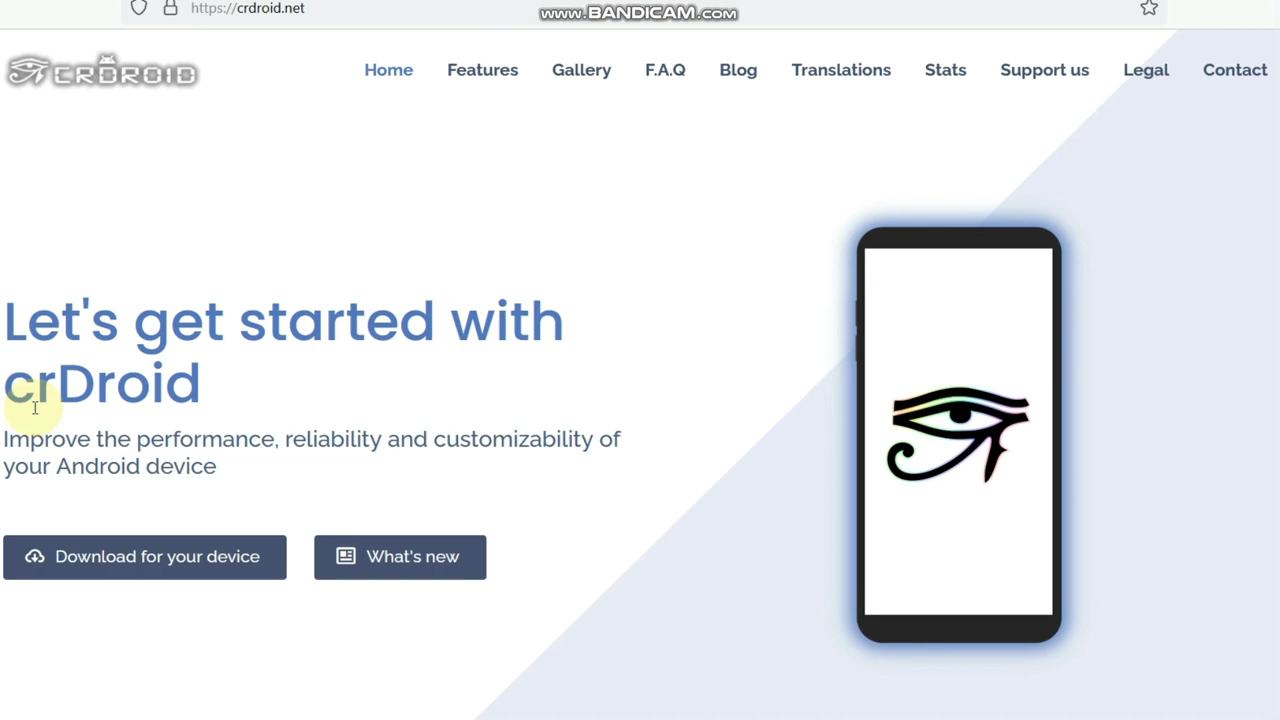 https://crdroid.net
www.BANDICAM.com
CRDROID
Home Features Gallery F.A.Q Blog Translations Stats Support us Legal Contact
Let's get started with
crDroid
Improve the performance, reliability and customizability of
your Android device
Download for your device What's new